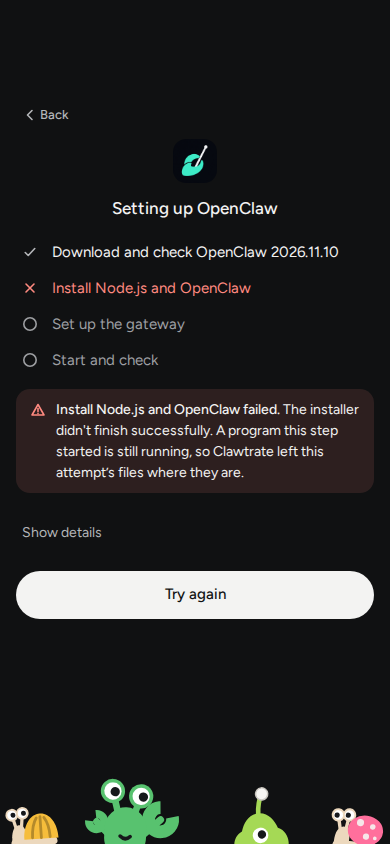 Back
Setting up OpenClaw
Download and check OpenClaw 2026.11.10
Install Node.js and OpenClaw
Set up the gateway
Start and check
Install Node.js and OpenClaw failed. The installer
didn't finish successfully. A program this step
started is still running, so Clawtrate left this
attempt's files where they are.
Show details
Try again